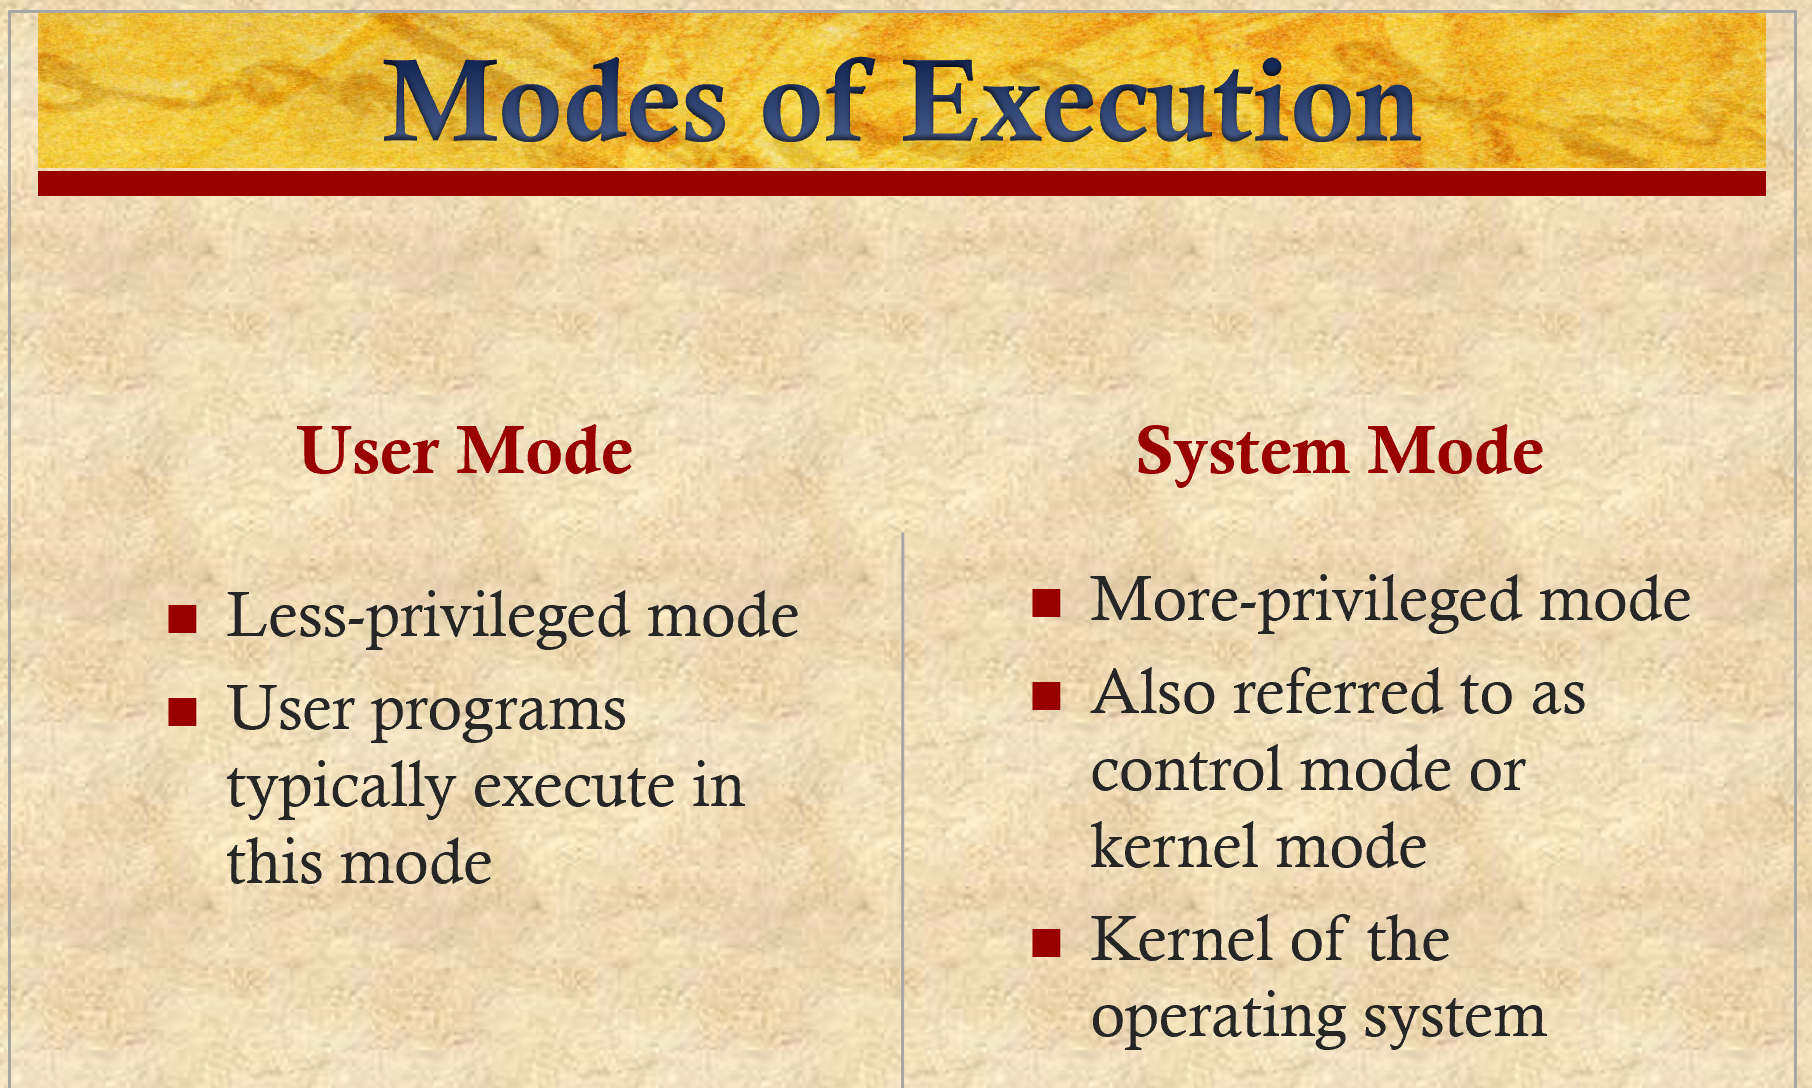 Modes of Execution
User Mode
Less-privileged mode
User programs
typically execute in
this mode
System Mode
More-privileged mode
Also referred to as
control mode or
kernel mode
Kernel of the
operating system